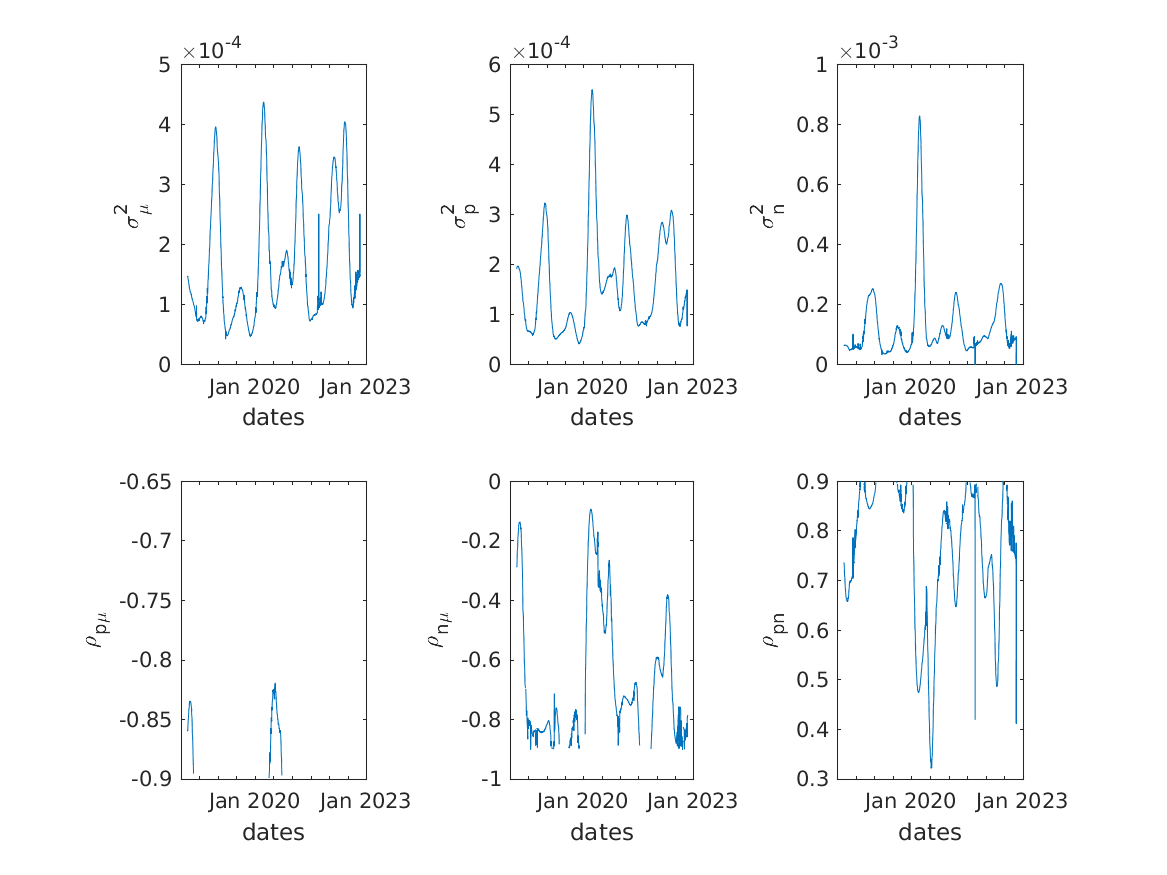 ×10-4
5
4
3
2
1
0
σ2μ
Jan 2020 Jan 2023
dates
×10-4
6
5
4
3
2
1
0
σ2p
Jan 2020 Jan 2023
dates
×10-3
1
0.8
0.6
0.4
0.2
0
σ2n
Jan 2020 Jan 2023
dates
-0.65
-0.7
-0.75
-0.8
-0.85
-0.9
ρpμ
Jan 2020 Jan 2023
dates
0
-0.2
-0.4
-0.6
-0.8
-1
ρnμ
Jan 2020 Jan 2023
dates
0.9
0.8
0.7
0.6
0.5
0.4
0.3
ρpn
Jan 2020 Jan 2023
dates